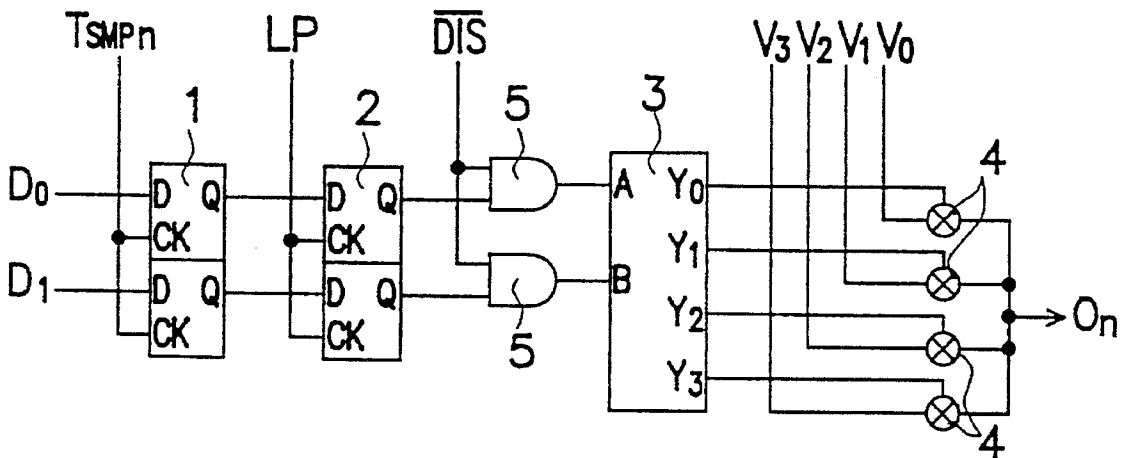 TSMPn LP DIS V3 V2 V1 V0
1 2 5 3
4
D0 D Q D Q A Y0
CK CK
Y1
D1 D Q D Q B
CK CK 5 Y2 On
Y3
4